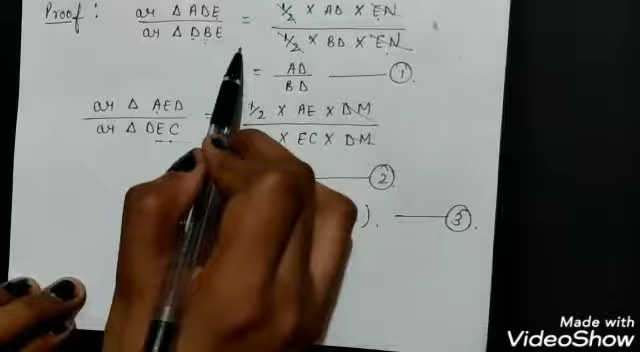 Proof : ar Δ ADE / ar Δ DBE = 1/2 × AD × EN / 1/2 × BD × EN
= AD / BD —— ①
ar Δ AED / ar Δ DEC = 1/2 × AE × DM / × EC × DM
—— ②.
). —— ③.
Made with
VideoShow